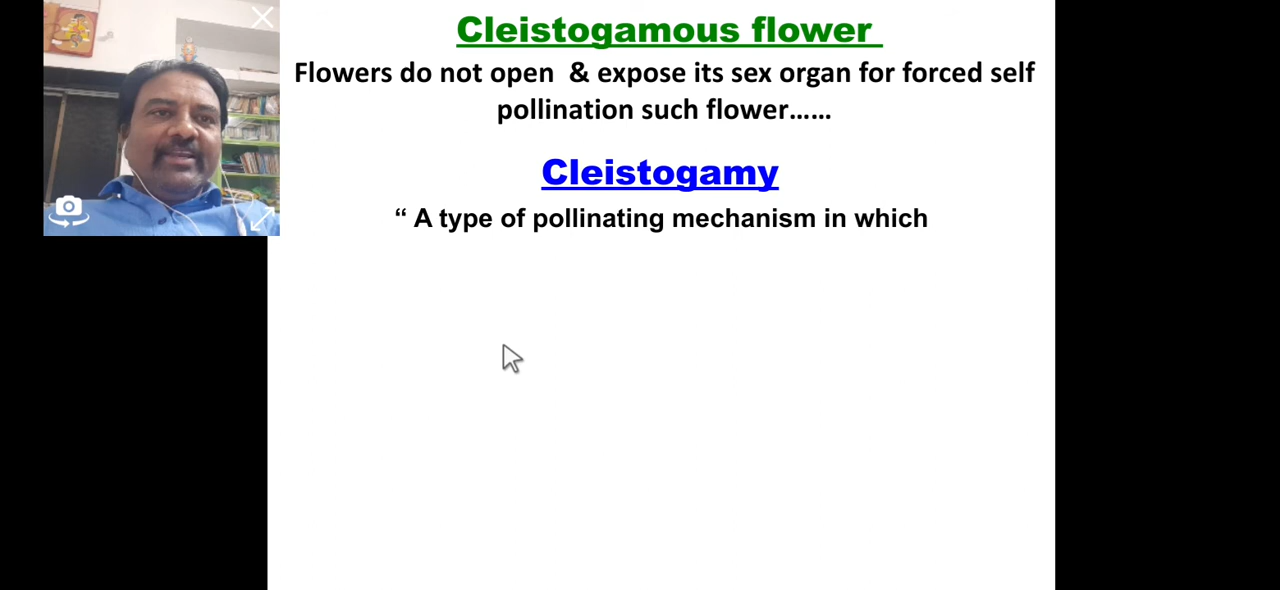 Cleistogamous flower
Flowers do not open & expose its sex organ for forced self
pollination such flower......
Cleistogamy
“ A type of pollinating mechanism in which